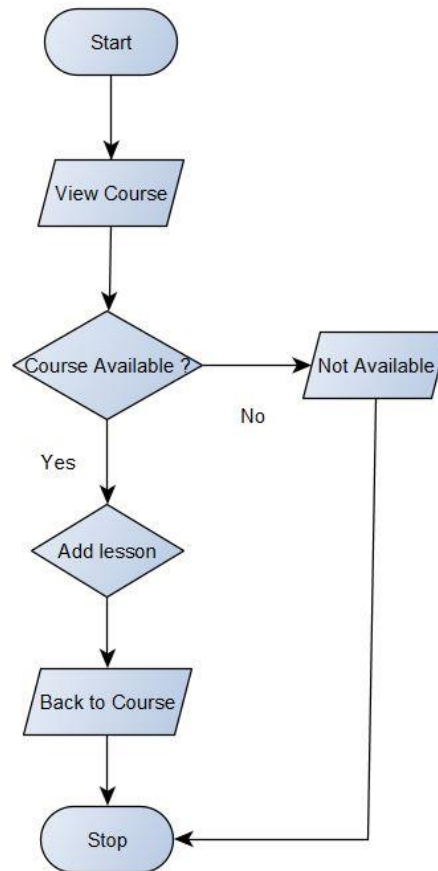 Start
View Course
Course Available ?
Not Available
No
Yes
Add lesson
Back to Course
Stop